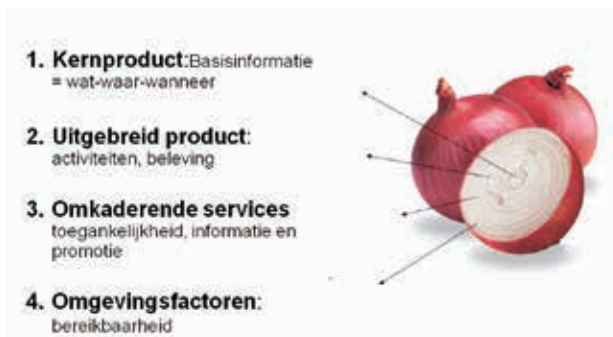 1. Kernproduct:Basisinformatie
= wat-waar-wanneer
2. Uitgebreid product:
activiteiten, beleving
3. Omkaderende services
toegankelijkheid, informatie en
promotie
4. Omgevingsfactoren:
bereikbaarheid